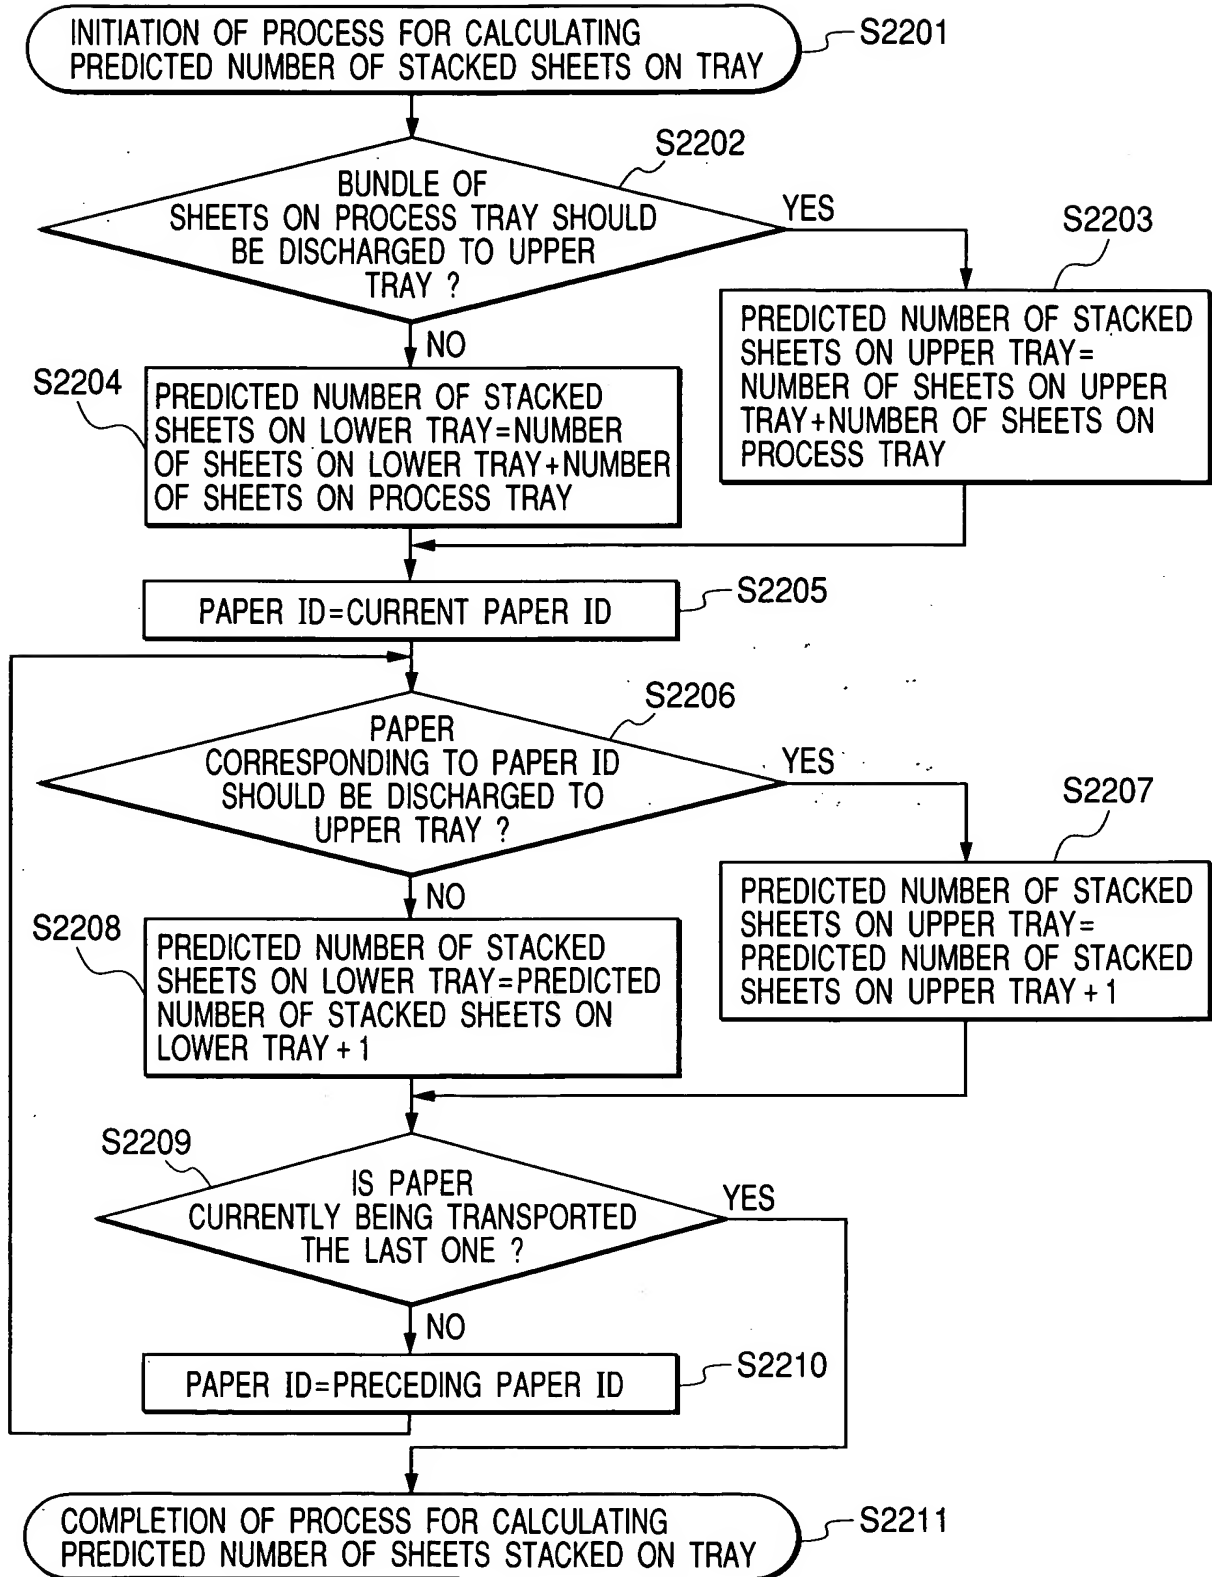 INITIATION OF PROCESS FOR CALCULATING
PREDICTED NUMBER OF STACKED SHEETS ON TRAY
S2201
S2202
BUNDLE OF
SHEETS ON PROCESS TRAY SHOULD
BE DISCHARGED TO UPPER
TRAY ?
YES
S2203
PREDICTED NUMBER OF STACKED
SHEETS ON UPPER TRAY=
NUMBER OF SHEETS ON UPPER
TRAY+NUMBER OF SHEETS ON
PROCESS TRAY
NO
S2204
PREDICTED NUMBER OF STACKED
SHEETS ON LOWER TRAY=NUMBER
OF SHEETS ON LOWER TRAY+NUMBER
OF SHEETS ON PROCESS TRAY
PAPER ID=CURRENT PAPER ID
S2205
S2206
PAPER
CORRESPONDING TO PAPER ID
SHOULD BE DISCHARGED TO
UPPER TRAY ?
YES
S2207
PREDICTED NUMBER OF STACKED
SHEETS ON UPPER TRAY=
PREDICTED NUMBER OF STACKED
SHEETS ON UPPER TRAY+1
NO
S2208
PREDICTED NUMBER OF STACKED
SHEETS ON LOWER TRAY=PREDICTED
NUMBER OF STACKED SHEETS ON
LOWER TRAY+1
S2209
IS PAPER
CURRENTLY BEING TRANSPORTED
THE LAST ONE ?
YES
NO
PAPER ID=PRECEDING PAPER ID
S2210
COMPLETION OF PROCESS FOR CALCULATING
PREDICTED NUMBER OF SHEETS STACKED ON TRAY
S2211